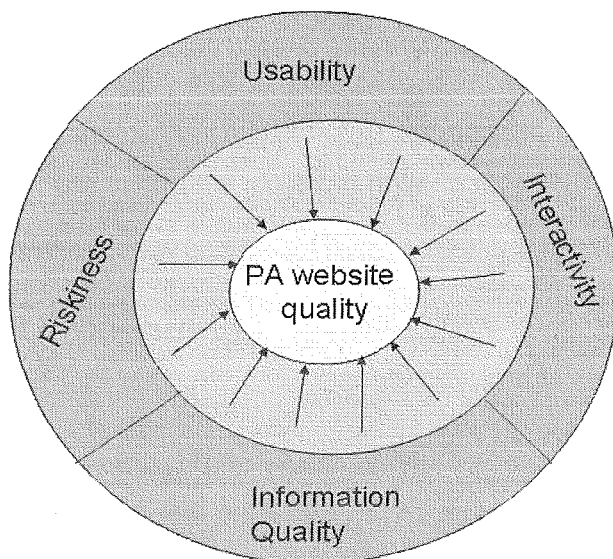 Usability
Interactivity
Riskiness
PA website
quality
Information
Quality